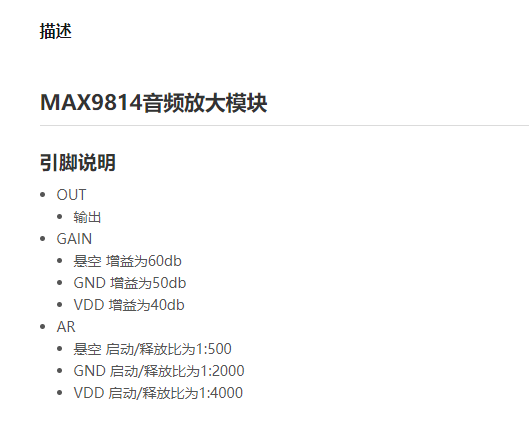 描述
MAX9814音频放大模块
引脚说明
OUT
输出
GAIN
悬空 增益为60db
GND 增益为50db
VDD 增益为40db
AR
悬空 启动/释放比为1:500
GND 启动/释放比为1:2000
VDD 启动/释放比为1:4000